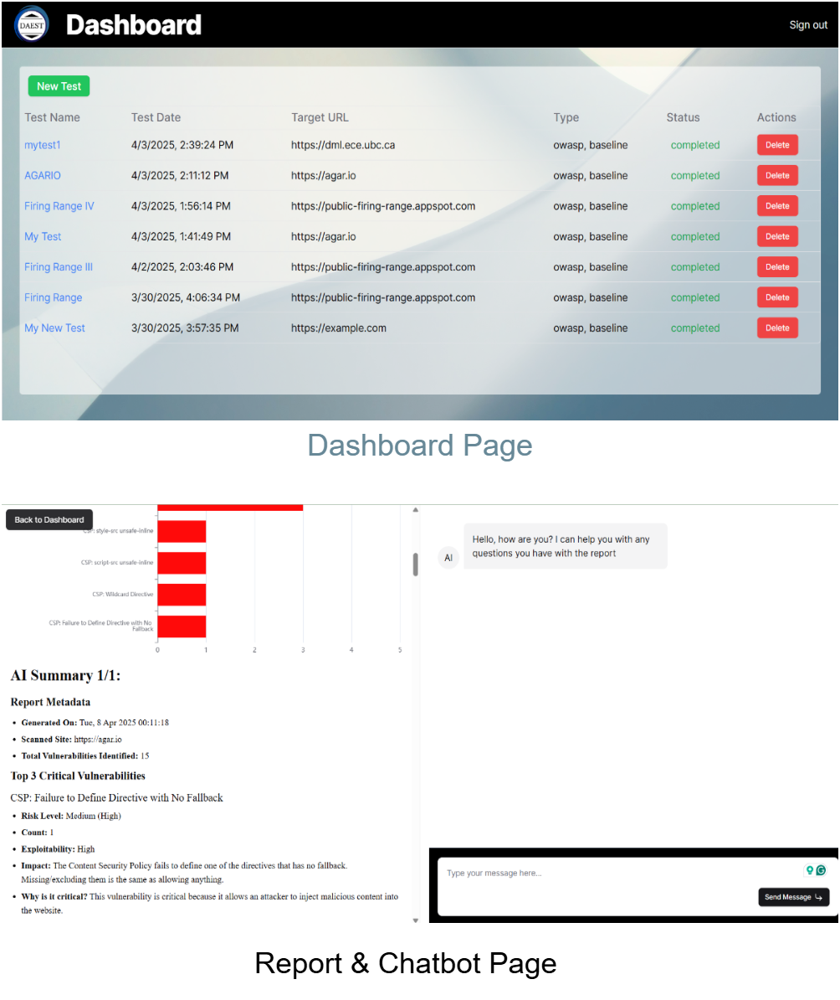 DAEST
Dashboard
Sign out
New Test
Test Name Test Date Target URL Type Status Actions
mytest1 4/3/2025, 2:39:24 PM https://dml.ece.ubc.ca owasp, baseline completed Delete
AGARIO 4/3/2025, 2:11:12 PM https://agar.io owasp, baseline completed Delete
Firing Range IV 4/3/2025, 1:56:14 PM https://public-firing-range.appspot.com owasp, baseline completed Delete
My Test 4/3/2025, 1:41:49 PM https://agar.io owasp, baseline completed Delete
Firing Range III 4/2/2025, 2:03:46 PM https://public-firing-range.appspot.com owasp, baseline completed Delete
Firing Range 3/30/2025, 4:06:34 PM https://public-firing-range.appspot.com owasp, baseline completed Delete
My New Test 3/30/2025, 3:57:35 PM https://example.com owasp, baseline completed Delete
Dashboard Page
Back to Dashboard
CSP: style-src unsafe-inline
CSP: script-src unsafe-inline
CSP: Wildcard Directive
CSP: Failure to Define Directive with No
Fallback
0 1 2 3 4 5
AI Summary 1/1:
Report Metadata
• Generated On: Tue, 8 Apr 2025 00:11:18
• Scanned Site: https://agar.io
• Total Vulnerabilities Identified: 15
Top 3 Critical Vulnerabilities
CSP: Failure to Define Directive with No Fallback
• Risk Level: Medium (High)
• Count: 1
• Exploitability: High
• Impact: The Content Security Policy fails to define one of the directives that has no fallback.
Missing/excluding them is the same as allowing anything.
• Why is it critical? This vulnerability is critical because it allows an attacker to inject malicious content into
the website.
AI
Hello, how are you? I can help you with any
questions you have with the report
Type your message here...
Send Message
Report & Chatbot Page